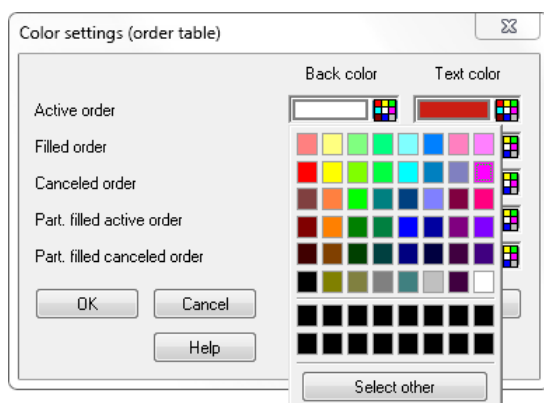 Color settings (order table)
Back color Text color
Active order
Filled order
Canceled order
Part. filled active order
Part. filled canceled order
OK Cancel
Help
Select other